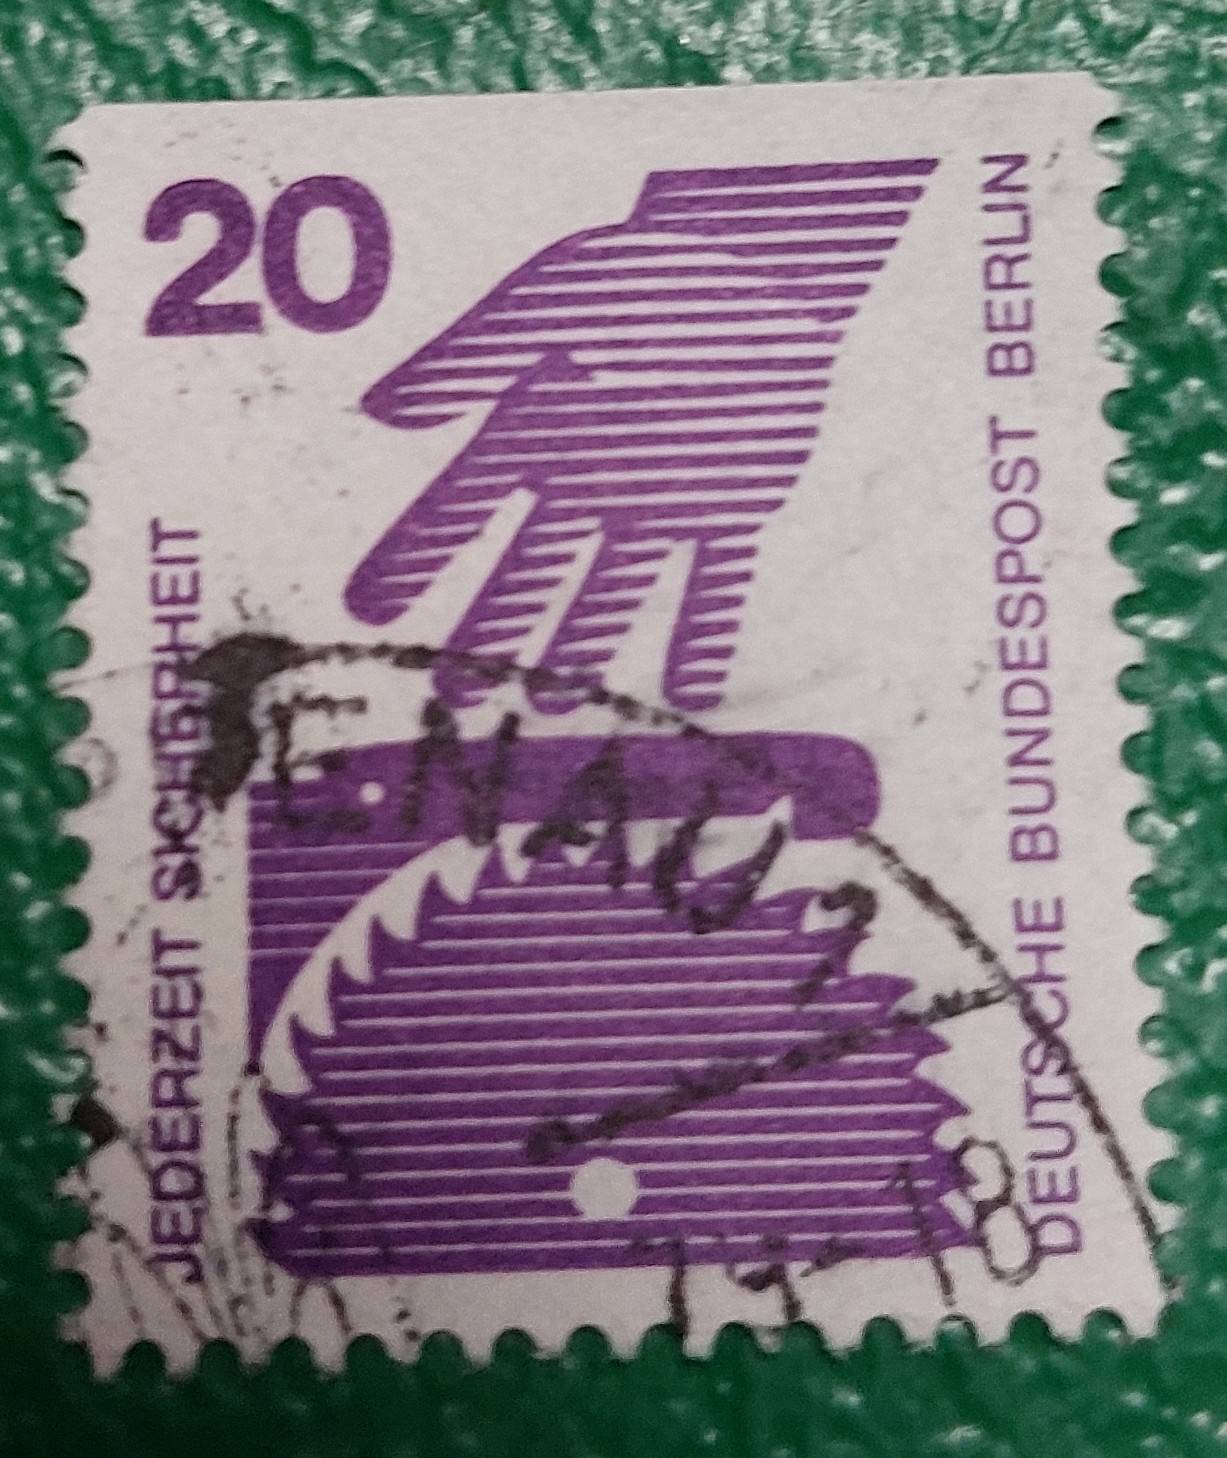 20
JEDERZEIT SICHERHEIT
DEUTSCHE BUNDESPOST BERLIN